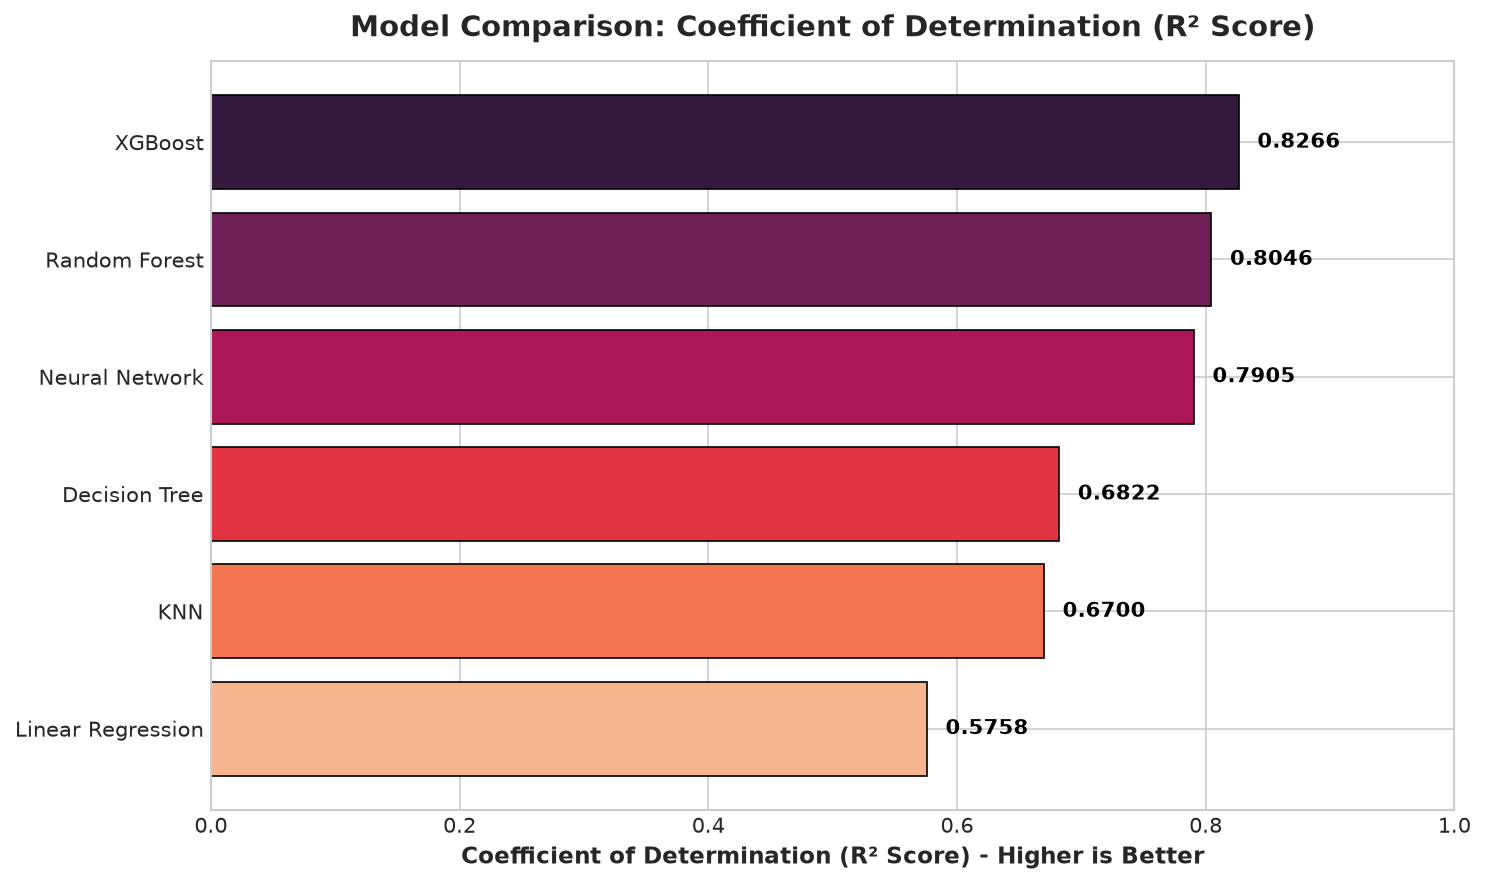 Model Comparison: Coefficient of Determination (R² Score)
XGBoost
0.8266
Random Forest
0.8046
Neural Network
0.7905
Decision Tree
0.6822
KNN
0.6700
Linear Regression
0.5758
0.0 0.2 0.4 0.6 0.8 1.0
Coefficient of Determination (R² Score) - Higher is Better